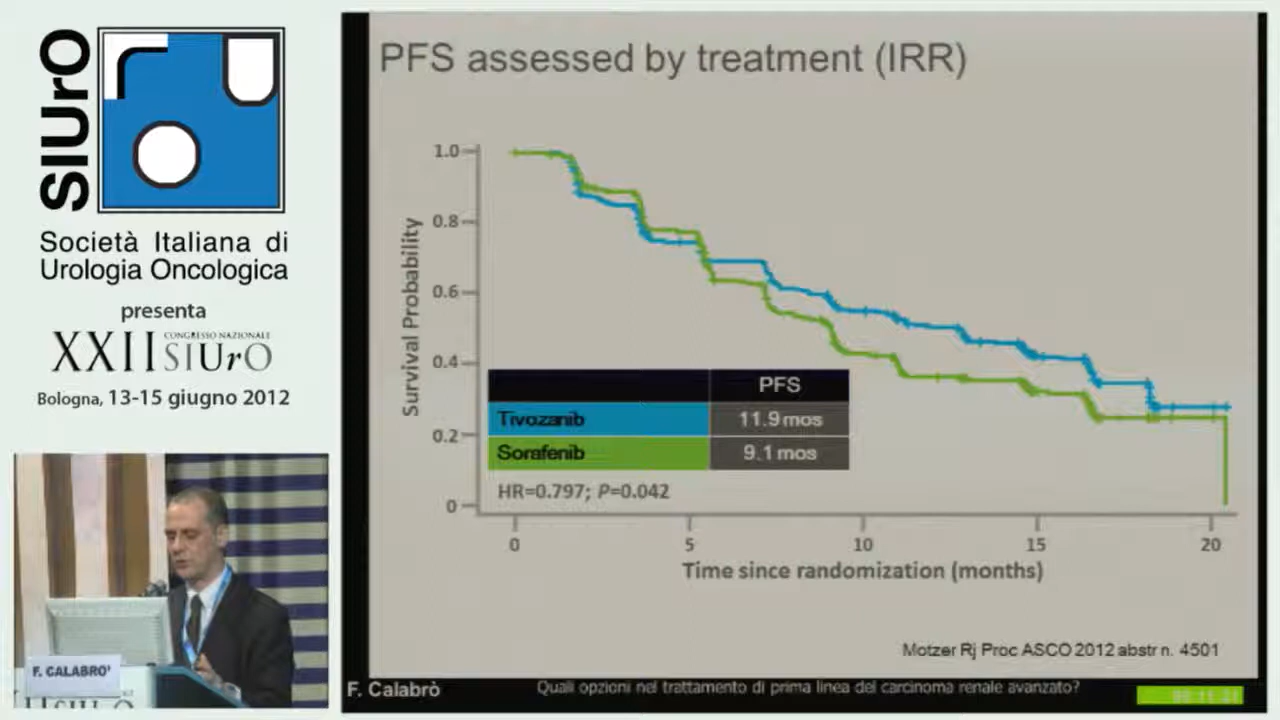 SIUrO
Società Italiana di
Urologia Oncologica
presenta
XXII CONGRESSO NAZIONALE
SIUrO
Bologna, 13-15 giugno 2012
F. CALABRO'
PFS assessed by treatment (IRR)
1.0
0.8
0.6
0.4
0.2
0
Survival Probability
PFS
Tivozanib 11.9 mos
Sorafenib 9.1 mos
HR=0.797; P=0.042
0 5 10 15 20
Time since randomization (months)
Motzer Rj Proc ASCO 2012 abstr n. 4501
F. Calabrò
Quali opzioni nel trattamento di prima linea del carcinoma renale avanzato?